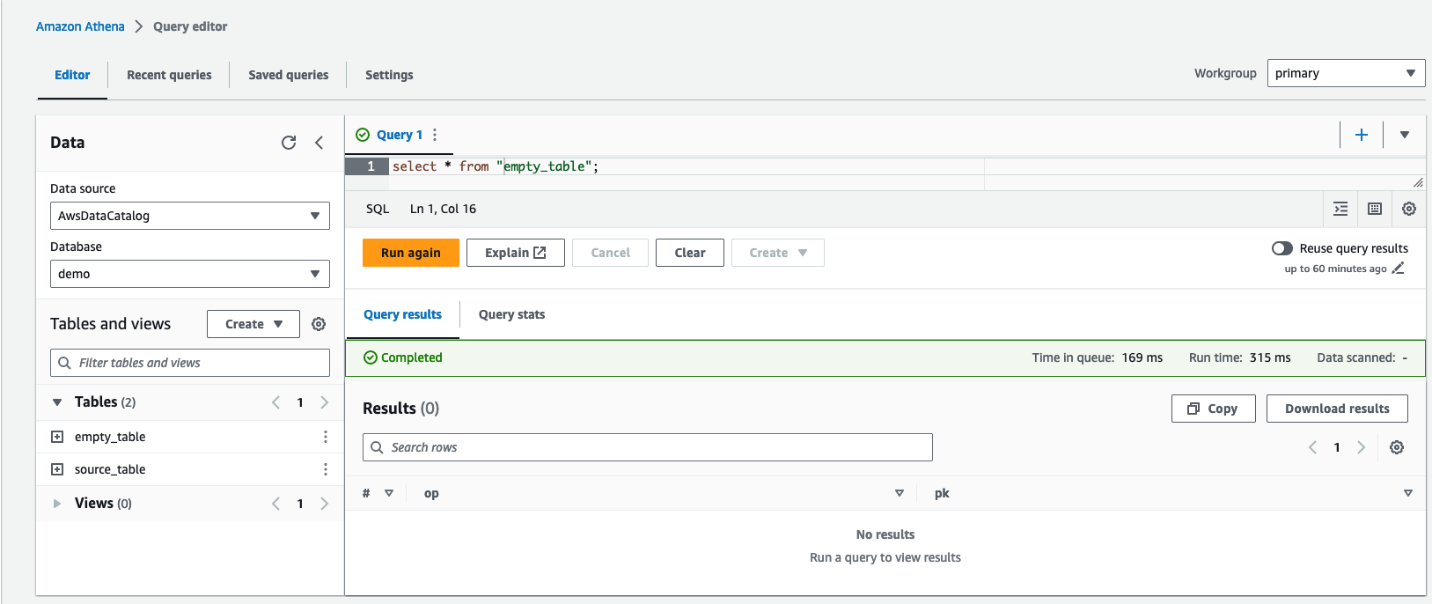 Amazon Athena > Query editor
Editor Recent queries Saved queries Settings
Workgroup primary
Data
Data source
AwsDataCatalog
Database
demo
Tables and views Create
Filter tables and views
Tables (2) 1
empty_table
source_table
Views (0) 1
Query 1
1 select * from "empty_table";
SQL Ln 1, Col 16
Run again Explain Cancel Clear Create
Reuse query results
up to 60 minutes ago
Query results Query stats
Completed Time in queue: 169 ms Run time: 315 ms Data scanned: -
Results (0) Copy Download results
Search rows 1
# op pk
No results
Run a query to view results